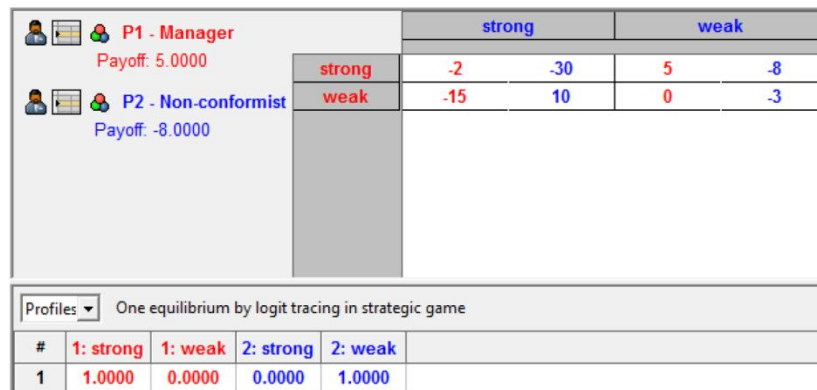 P1 - Manager
Payoff: 5.0000
P2 - Non-conformist
Payoff: -8.0000
strong weak
strong -2 -30 5 -8
weak -15 10 0 -3
Profiles One equilibrium by logit tracing in strategic game
# 1: strong 1: weak 2: strong 2: weak
1 1.0000 0.0000 0.0000 1.0000